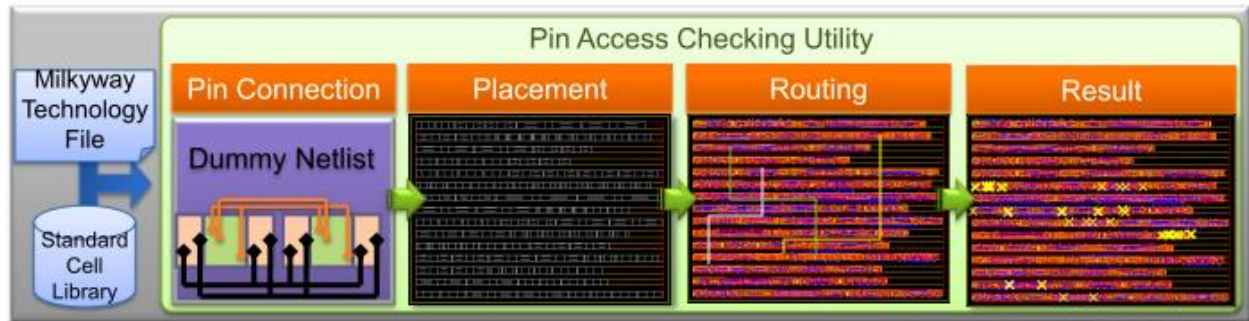 Pin Access Checking Utility
Milkyway
Technology
File
Standard
Cell
Library
Pin Connection
Dummy Netlist
Placement
Routing
Result